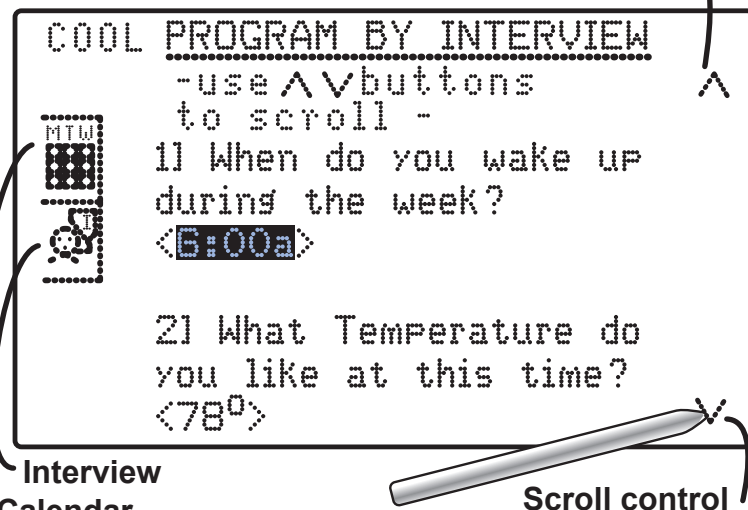 COOL PROGRAM BY INTERVIEW
-use ∧ ∨ buttons
to scroll -
MTW
1] When do you wake up
during the week?
<6:00a>
I
2] What Temperature do
you like at this time?
<78°>
Interview
Calendar
Scroll control